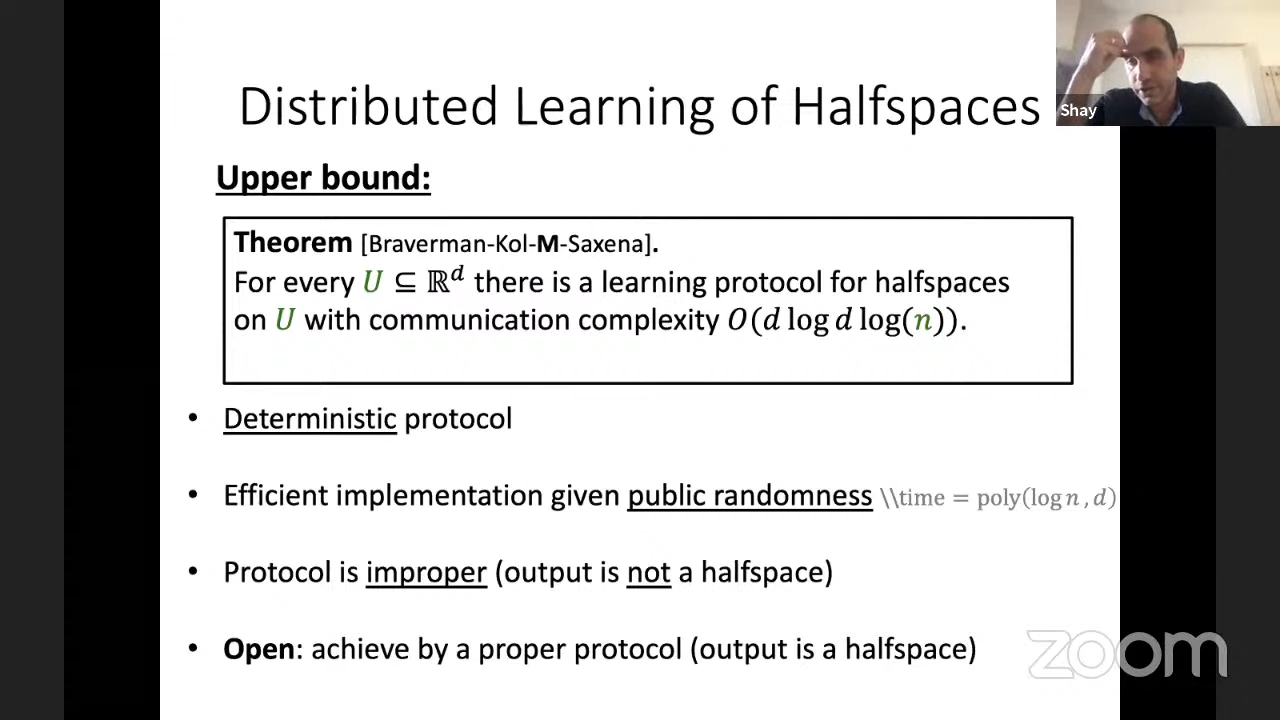 Distributed Learning of Halfspaces
Shay
Upper bound:
Theorem [Braverman-Kol-M-Saxena].
For every U ⊆ ℝᵈ there is a learning protocol for halfspaces
on U with communication complexity O(d log d log(n)).
• Deterministic protocol
• Efficient implementation given public randomness \\time = poly(log n, d)
• Protocol is improper (output is not a halfspace)
• Open: achieve by a proper protocol (output is a halfspace)
zoom